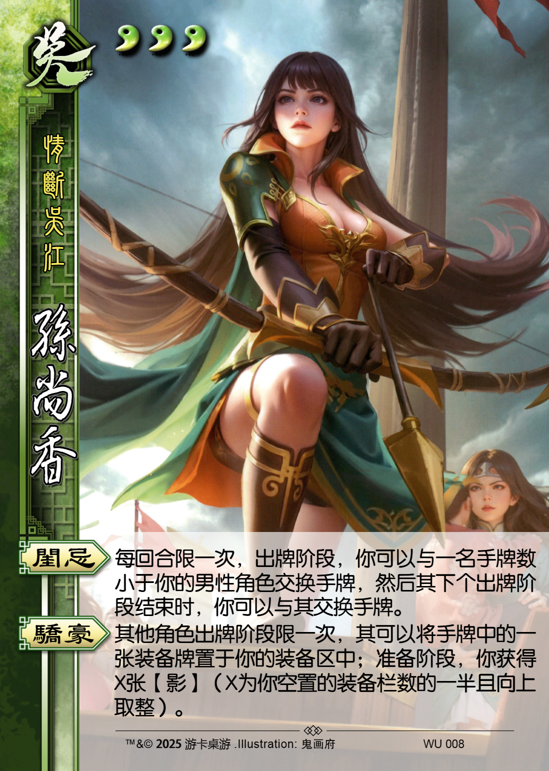 吳
情斷吳江
孫尚香
閨忌
每回合限一次，出牌阶段，你可以与一名手牌数
小于你的男性角色交换手牌，然后其下个出牌阶
段结束时，你可以与其交换手牌。
驕豪
其他角色出牌阶段限一次，其可以将手牌中的一
张装备牌置于你的装备区中；准备阶段，你获得
X张【影】（X为你空置的装备栏数的一半且向上
取整）。
™&© 2025 游卡桌游 .Illustration: 鬼画府
WU 008